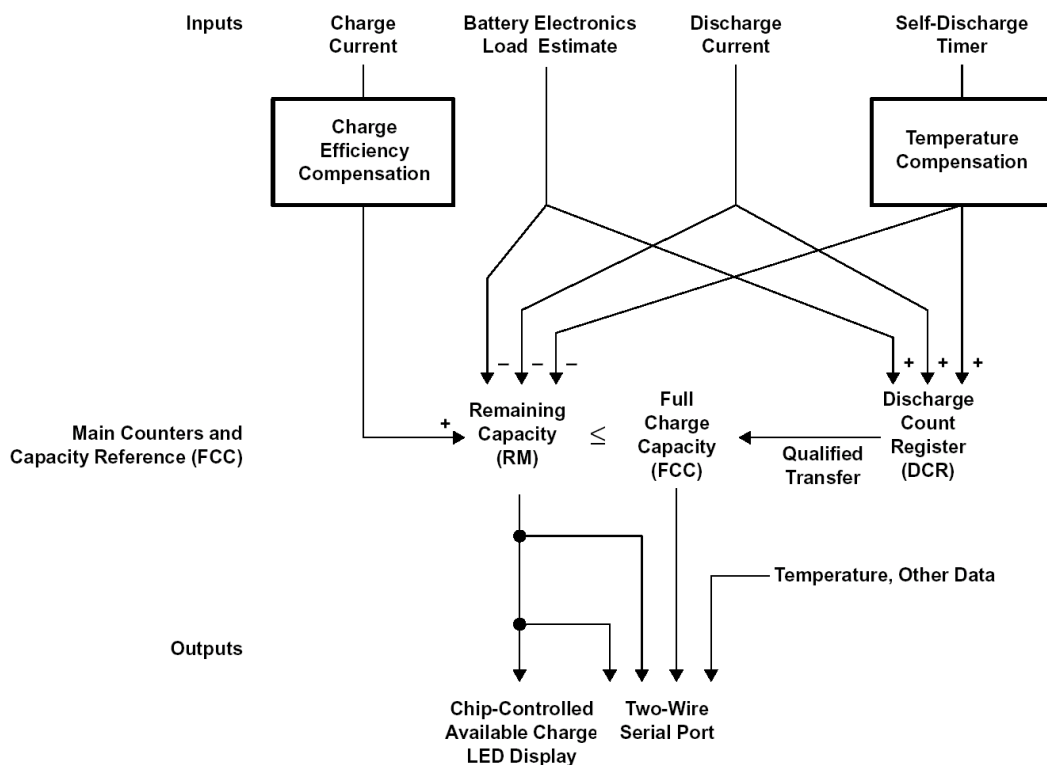 Inputs
Charge
Current
Battery Electronics
Load Estimate
Discharge
Current
Self-Discharge
Timer
Charge
Efficiency
Compensation
Temperature
Compensation
– – –
+ + +
Main Counters and
Capacity Reference (FCC)
+
Remaining
Capacity
(RM)
≤
Full
Charge
Capacity
(FCC)
Qualified
Transfer
Discharge
Count
Register
(DCR)
Temperature, Other Data
Outputs
Chip-Controlled
Available Charge
LED Display
Two-Wire
Serial Port